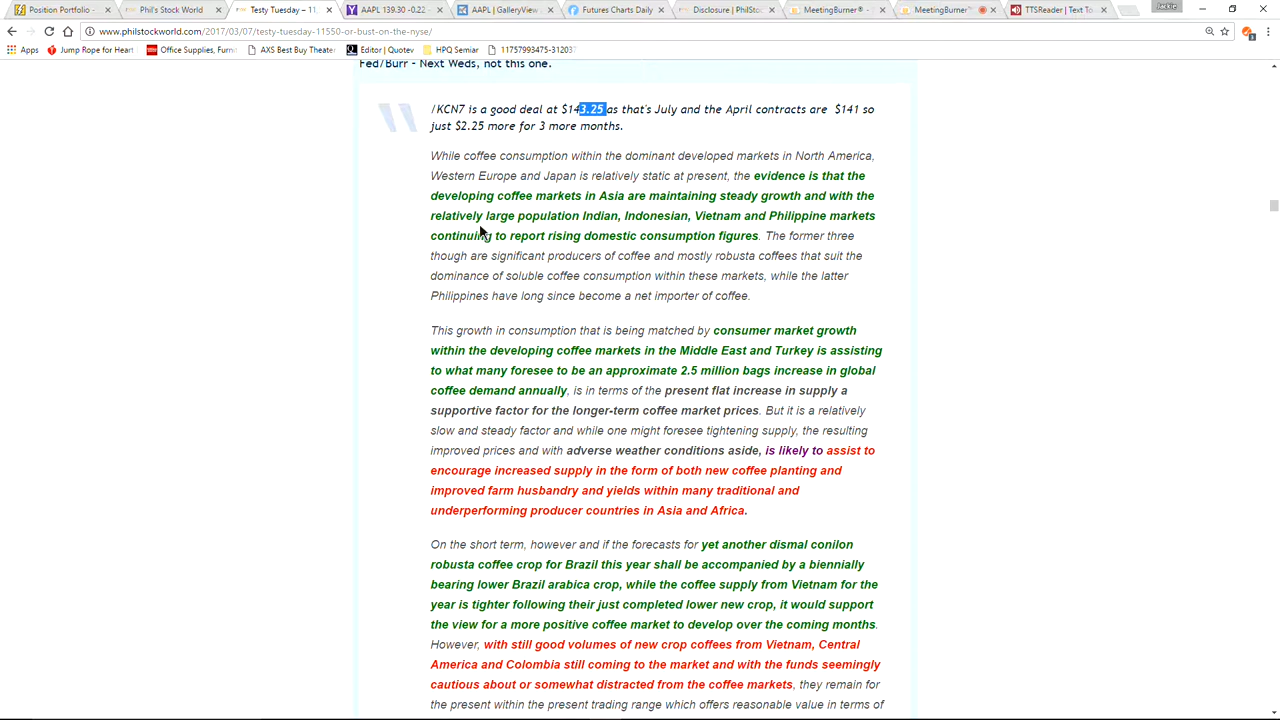 Position Portfolio -
Phil's Stock World
Testy Tuesday – 11,
AAPL 139.30 -0.22 -
AAPL | GalleryView -
Futures Charts Daily
Disclosure | PhilSto
MeetingBurner® -
MeetingBurner™
TTSReader | Text To
Jackie
www.philstockworld.com/2017/03/07/testy-tuesday-11550-or-bust-on-the-nyse/
Apps
Jump Rope for Heart
Office Supplies, Furni
AXS Best Buy Theater
Editor | Quotev
HPQ Semiar
11757993475-31203
Fed/Burr – Next Weds, not this one.
/KCN7 is a good deal at $143.25 as that's July and the April contracts are $141 so
just $2.25 more for 3 more months.
While coffee consumption within the dominant developed markets in North America,
Western Europe and Japan is relatively static at present, the evidence is that the
developing coffee markets in Asia are maintaining steady growth and with the
relatively large population Indian, Indonesian, Vietnam and Philippine markets
continuing to report rising domestic consumption figures. The former three
though are significant producers of coffee and mostly robusta coffees that suit the
dominance of soluble coffee consumption within these markets, while the latter
Philippines have long since become a net importer of coffee.
This growth in consumption that is being matched by consumer market growth
within the developing coffee markets in the Middle East and Turkey is assisting
to what many foresee to be an approximate 2.5 million bags increase in global
coffee demand annually, is in terms of the present flat increase in supply a
supportive factor for the longer-term coffee market prices. But it is a relatively
slow and steady factor and while one might foresee tightening supply, the resulting
improved prices and with adverse weather conditions aside, is likely to assist to
encourage increased supply in the form of both new coffee planting and
improved farm husbandry and yields within many traditional and
underperforming producer countries in Asia and Africa.
On the short term, however and if the forecasts for yet another dismal conilon
robusta coffee crop for Brazil this year shall be accompanied by a biennially
bearing lower Brazil arabica crop, while the coffee supply from Vietnam for the
year is tighter following their just completed lower new crop, it would support
the view for a more positive coffee market to develop over the coming months.
However, with still good volumes of new crop coffees from Vietnam, Central
America and Colombia still coming to the market and with the funds seemingly
cautious about or somewhat distracted from the coffee markets, they remain for
the present within the present trading range which offers reasonable value in terms of